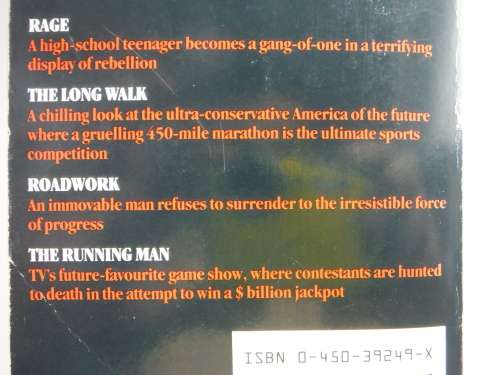 RAGE
A high-school teenager becomes a gang-of-one in a terrifying
display of rebellion
THE LONG WALK
A chilling look at the ultra-conservative America of the future
where a gruelling 450-mile marathon is the ultimate sports
competition
ROADWORK
An immovable man refuses to surrender to the irresistible force
of progress
THE RUNNING MAN
TV's future-favourite game show, where contestants are hunted
to death in the attempt to win a $ billion jackpot
ISBN 0-450-39249-X